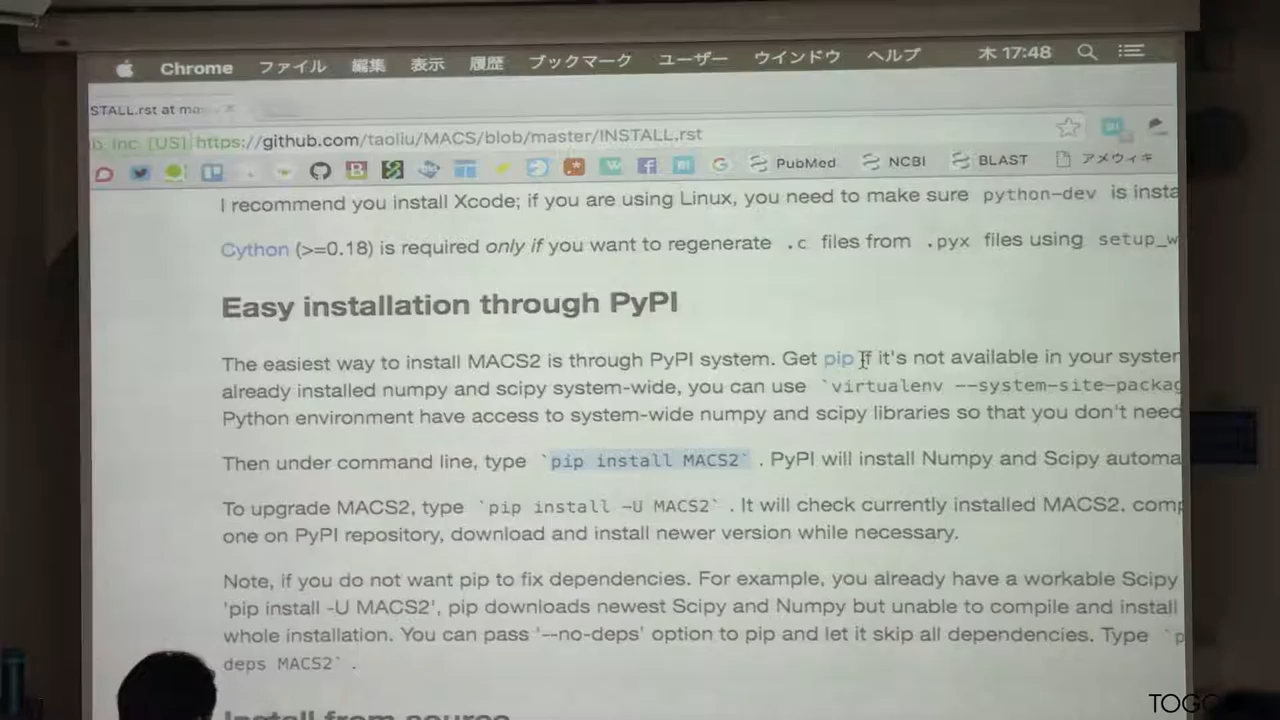 Chrome ファイル 編集 表示 履歴 ブックマーク ユーザー ウインドウ ヘルプ 木 17:48
STALL.rst at
Inc. [US] https://github.com/taoliu/MACS/blob/master/INSTALL.rst
PubMed NCBI BLAST アメウィキ
I recommend you install Xcode; if you are using Linux, you need to make sure python-dev is insta
Cython (>=0.18) is required only if you want to regenerate .c files from .pyx files using setup_w
Easy installation through PyPI
The easiest way to install MACS2 is through PyPI system. Get pip if it's not available in your system
already installed numpy and scipy system-wide, you can use `virtualenv --system-site-packag
Python environment have access to system-wide numpy and scipy libraries so that you don't need
Then under command line, type `pip install MACS2` . PyPI will install Numpy and Scipy automa
To upgrade MACS2, type `pip install -U MACS2` . It will check currently installed MACS2, comp
one on PyPI repository, download and install newer version while necessary.
Note, if you do not want pip to fix dependencies. For example, you already have a workable Scipy
'pip install -U MACS2', pip downloads newest Scipy and Numpy but unable to compile and install
whole installation. You can pass '--no-deps' option to pip and let it skip all dependencies. Type `p
deps MACS2` .
Install from source
TOGO